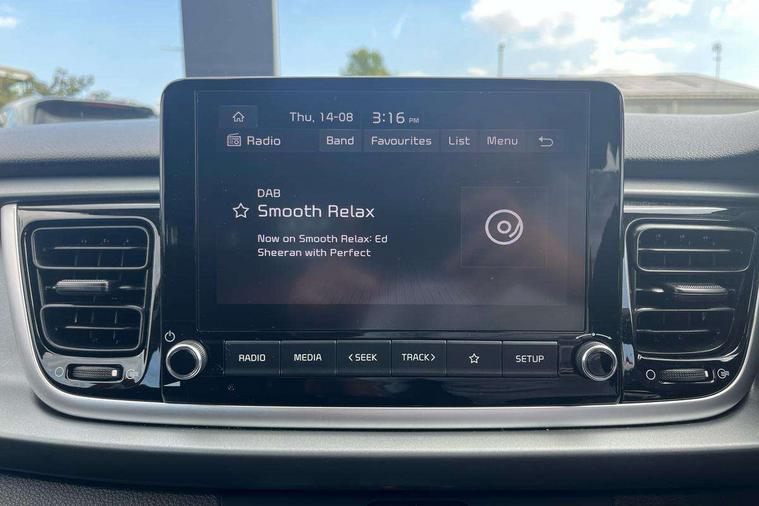 Thu, 14-08 3:16 PM
Radio Band Favourites List Menu
DAB
Smooth Relax
Now on Smooth Relax: Ed
Sheeran with Perfect
RADIO MEDIA <SEEK TRACK> SETUP